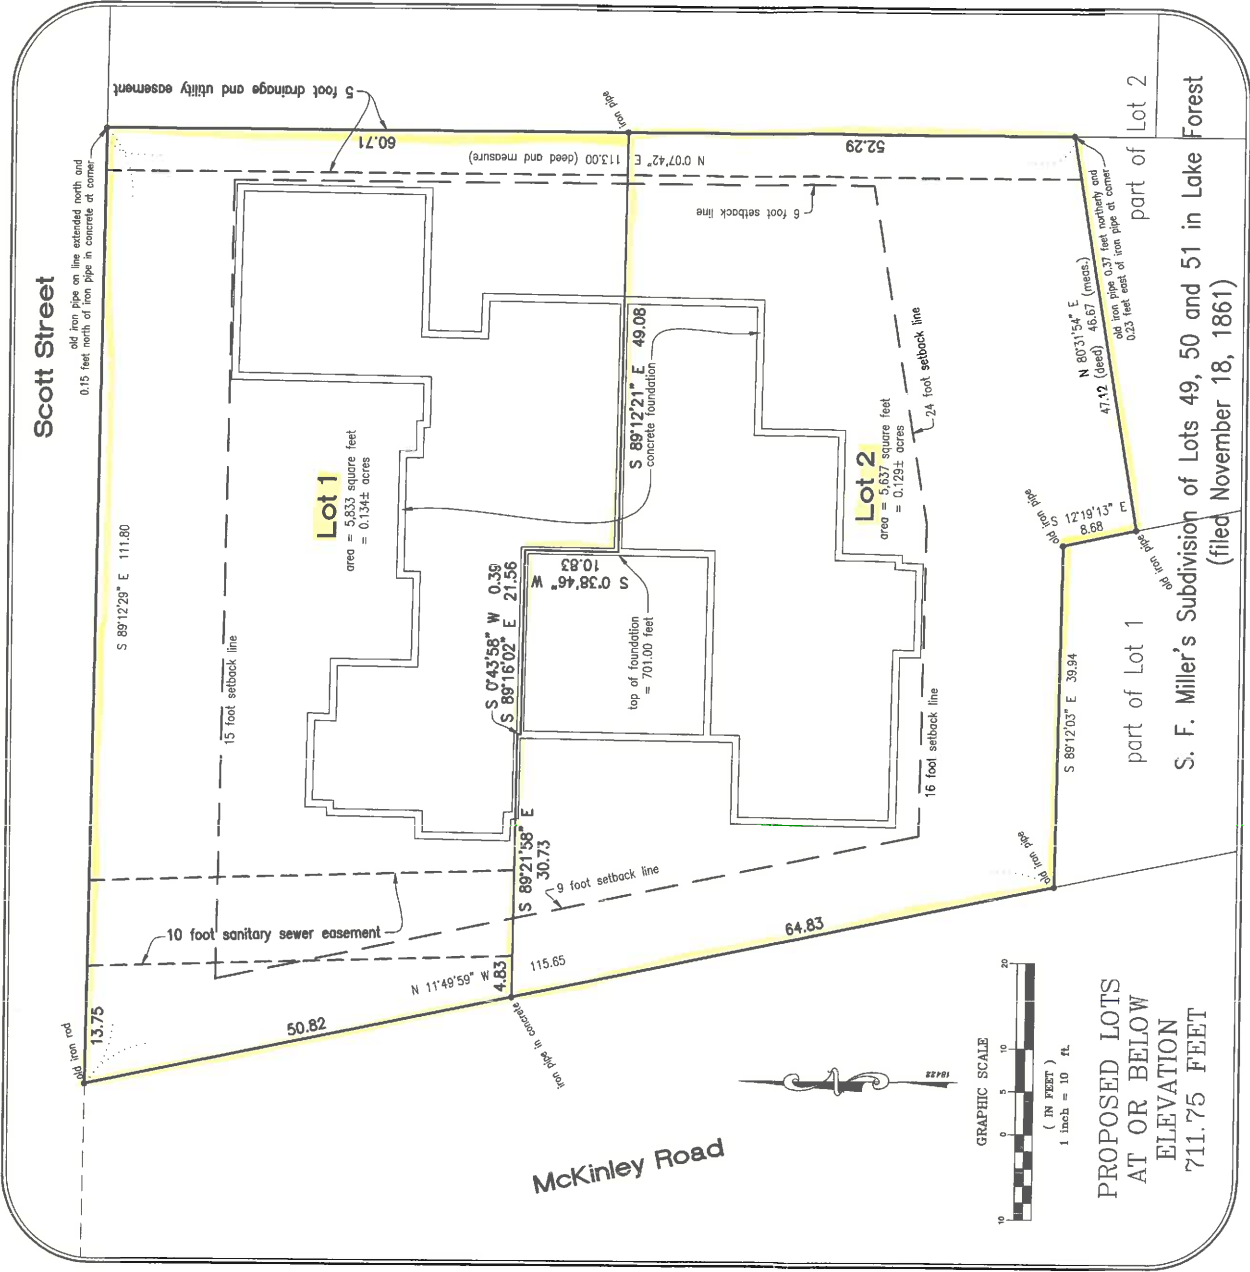 Scott Street
5 foot drainage and utility easement
old iron pipe on line extended north and
0.15 feet north of iron pipe in concrete at corner
60.71
iron pipe
52.29
N 0°07'42" E 113.00 (deed and measure)
6 foot setback line
part of Lot 2
old iron pipe 0.37 feet northerly and
0.23 feet east of iron pipe at corner
N 80°31'54" E
47.12 (deed) 46.67 (meas.)
S 89°12'29" E 111.80
15 foot setback line
Lot 1
area = 5,833 square feet
= 0.134± acres
S 89°12'21" E 49.08
concrete foundation
24 foot setback line
Lot 2
area = 5,637 square feet
= 0.129± acres
S 0°38'46" W
10.83
S 0°43'58" W 0.39
S 89°16'02" E 21.56
top of foundation
= 701.00 feet
old iron pipe
S 12°19'13" E
8.68
old iron pipe
S 89°12'03" E 39.94
part of Lot 1
S. F. Miller's Subdivision of Lots 49, 50 and 51 in Lake Forest
(filed November 18, 1861)
16 foot setback line
S 89°21'58" E
30.73
9 foot setback line
10 foot sanitary sewer easement
old iron pipe
64.83
N 11°49'59" W
115.65
4.83
50.82
13.75
old iron rod
iron pipe in concrete
McKinley Road
18422
GRAPHIC SCALE
10 0 5 10 20
( IN FEET )
1 inch = 10 ft.
PROPOSED LOTS
AT OR BELOW
ELEVATION
711.75 FEET